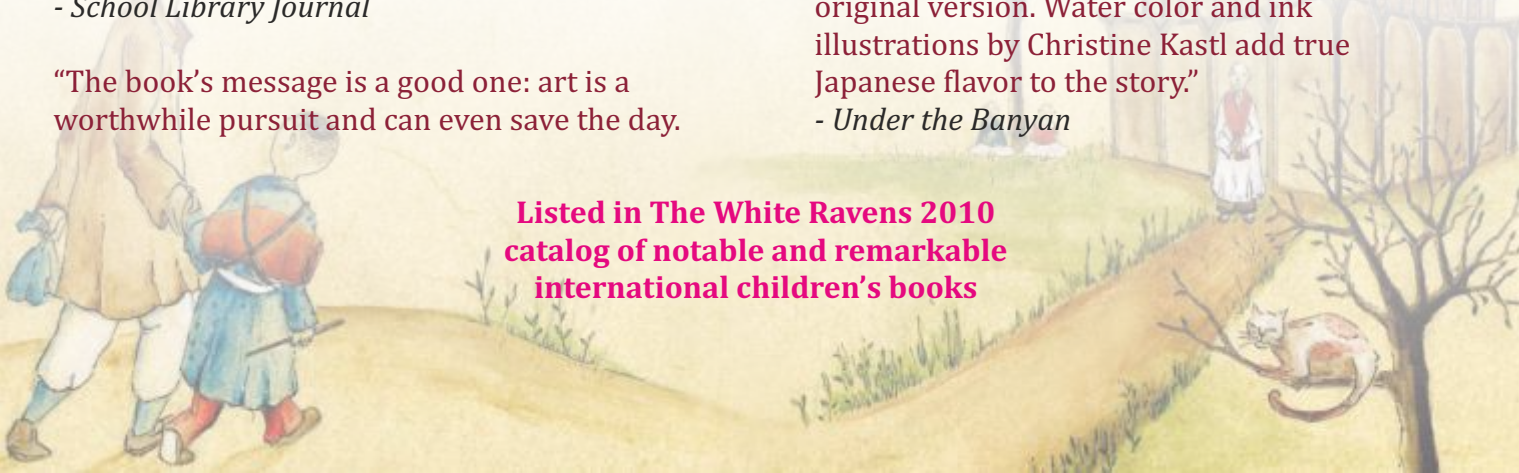 - School Library Journal
“The book’s message is a good one: art is a
worthwhile pursuit and can even save the day.
original version. Water color and ink
illustrations by Christine Kastl add true
Japanese flavor to the story.”
- Under the Banyan
Listed in The White Ravens 2010
catalog of notable and remarkable
international children’s books